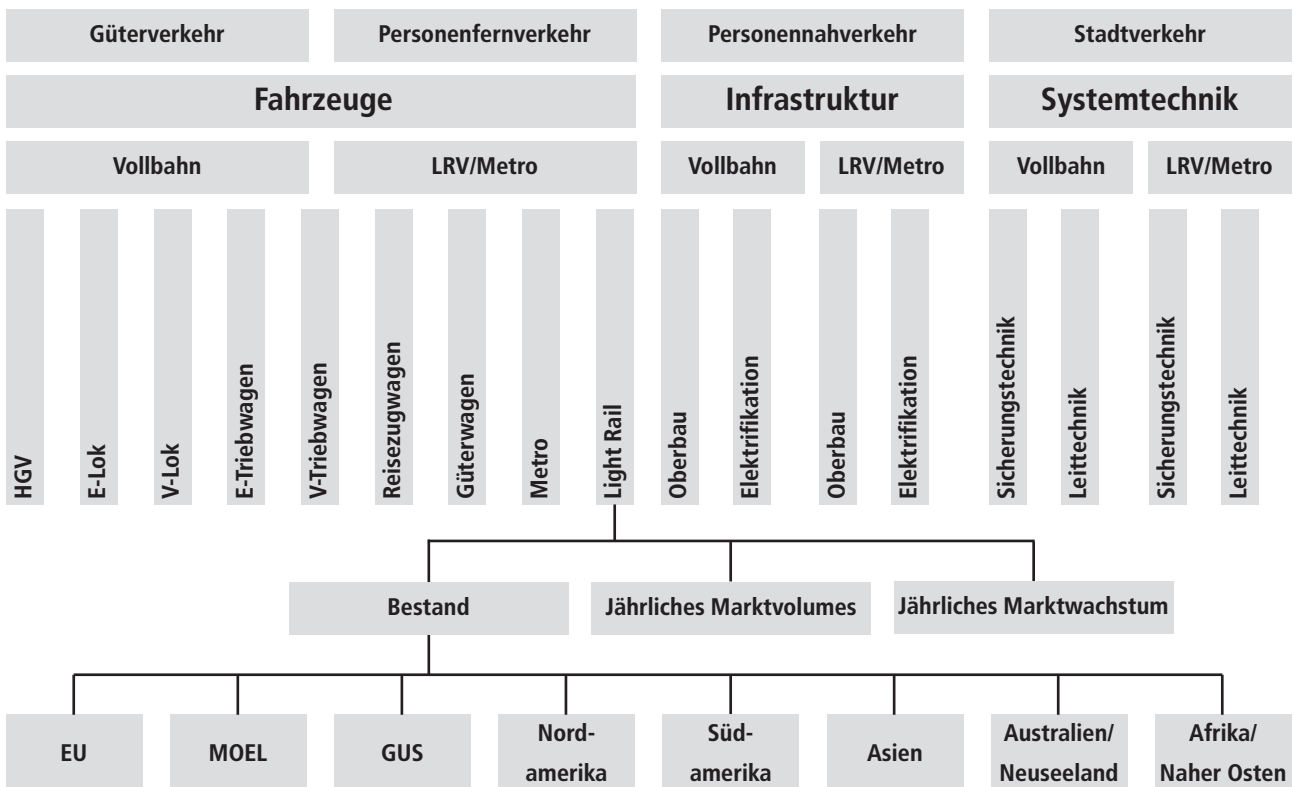 Güterverkehr
Personenfernverkehr
Personennahverkehr
Stadtverkehr
Fahrzeuge
Infrastruktur
Systemtechnik
Vollbahn
LRV/Metro
Vollbahn
LRV/Metro
Vollbahn
LRV/Metro
HGV
E-Lok
V-Lok
E-Triebwagen
V-Triebwagen
Reisezugwagen
Güterwagen
Metro
Light Rail
Oberbau
Elektrifikation
Oberbau
Elektrifikation
Sicherungstechnik
Leittechnik
Sicherungstechnik
Leittechnik
Bestand
Jährliches Marktvolumes
Jährliches Marktwachstum
EU
MOEL
GUS
Nord-
amerika
Süd-
amerika
Asien
Australien/
Neuseeland
Afrika/
Naher Osten